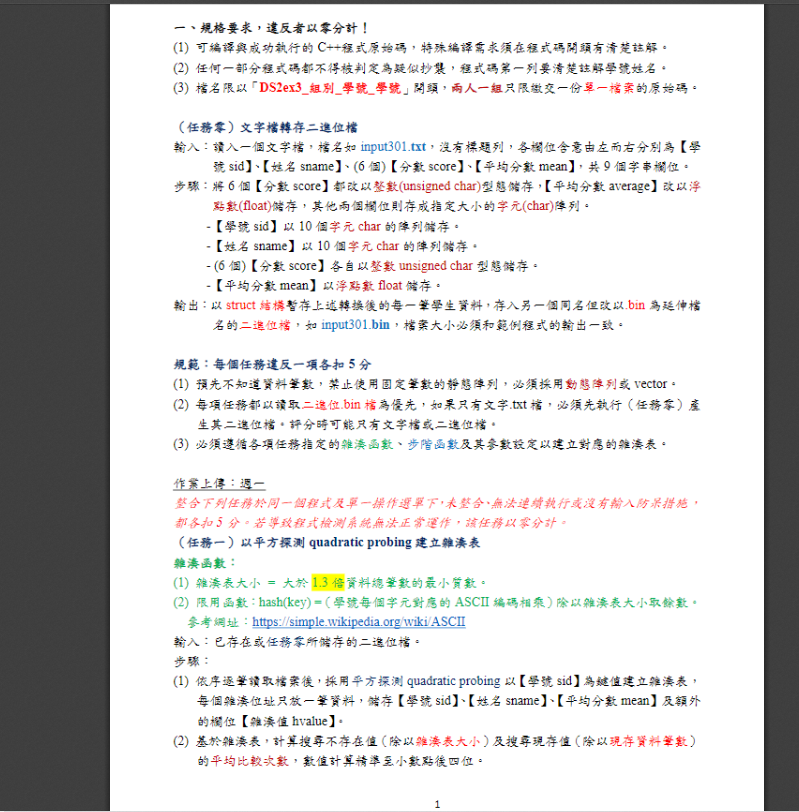 一、規格要求，違反者以零分計！
(1) 可編譯與成功執行的 C++程式原始碼，特殊編譯需求須在程式碼開頭有清楚註解。
(2) 任何一部分程式碼都不得被判定為疑似抄襲，程式碼第一列要清楚註解學號姓名。
(3) 檔名限以「DS2ex3_組別_學號_學號」開頭，兩人一組只限繳交一份單一檔案的原始碼。
（任務零）文字檔轉存二進位檔
輸入：讀入一個文字檔，檔名如 input301.txt，沒有標題列，各欄位含意由左而右分別為【學
號 sid】、【姓名 sname】、(6 個)【分數 score】、【平均分數 mean】，共 9 個字串欄位。
步驟：將 6 個【分數 score】都改以整數(unsigned char)型態儲存，【平均分數 average】改以浮
點數(float)儲存，其他兩個欄位則存成指定大小的字元(char)陣列。
-【學號 sid】以 10 個字元 char 的陣列儲存。
-【姓名 sname】以 10 個字元 char 的陣列儲存。
- (6 個)【分數 score】各自以整數 unsigned char 型態儲存。
-【平均分數 mean】以浮點數 float 儲存。
輸出：以 struct 結構暫存上述轉換後的每一筆學生資料，存入另一個同名但改以.bin 為延伸檔
名的二進位檔，如 input301.bin，檔案大小必須和範例程式的輸出一致。
規範：每個任務違反一項各扣 5 分
(1) 預先不知道資料筆數，禁止使用固定筆數的靜態陣列，必須採用動態陣列或 vector。
(2) 每項任務都以讀取二進位.bin 檔為優先，如果只有文字.txt 檔，必須先執行（任務零）產
生其二進位檔。評分時可能只有文字檔或二進位檔。
(3) 必須遵循各項任務指定的雜湊函數、步階函數及其參數設定以建立對應的雜湊表。
作業上傳：週一
整合下列任務於同一個程式及單一操作選單下，未整合、無法連續執行或沒有輸入防呆措施，
都各扣 5 分。若導致程式檢測系統無法正常運作，該任務以零分計。
（任務一）以平方探測 quadratic probing 建立雜湊表
雜湊函數：
(1) 雜湊表大小 = 大於 1.3 倍資料總筆數的最小質數。
(2) 限用函數：hash(key) =（學號每個字元對應的 ASCII 編碼相乘）除以雜湊表大小取餘數。
參考網址：https://simple.wikipedia.org/wiki/ASCII
輸入：已存在或任務零所儲存的二進位檔。
步驟：
(1) 依序逐筆讀取檔案後，採用平方探測 quadratic probing 以【學號 sid】為鍵值建立雜湊表，
每個雜湊位址只放一筆資料，儲存【學號 sid】、【姓名 sname】、【平均分數 mean】及額外
的欄位【雜湊值 hvalue】。
(2) 基於雜湊表，計算搜尋不存在值（除以雜湊表大小）及搜尋現存值（除以現存資料筆數）
的平均比較次數，數值計算精準至小數點後四位。
1